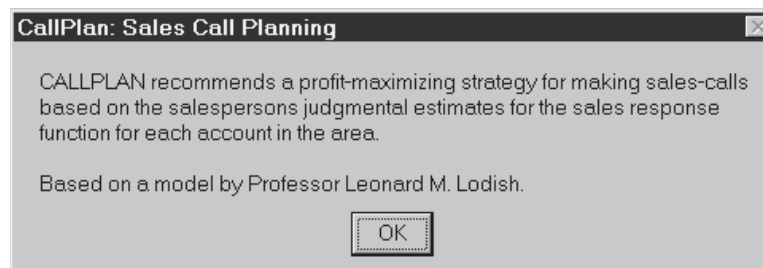 CallPlan: Sales Call Planning
CALLPLAN recommends a profit-maximizing strategy for making sales-calls
based on the salespersons judgmental estimates for the sales response
function for each account in the area.
Based on a model by Professor Leonard M. Lodish.
OK